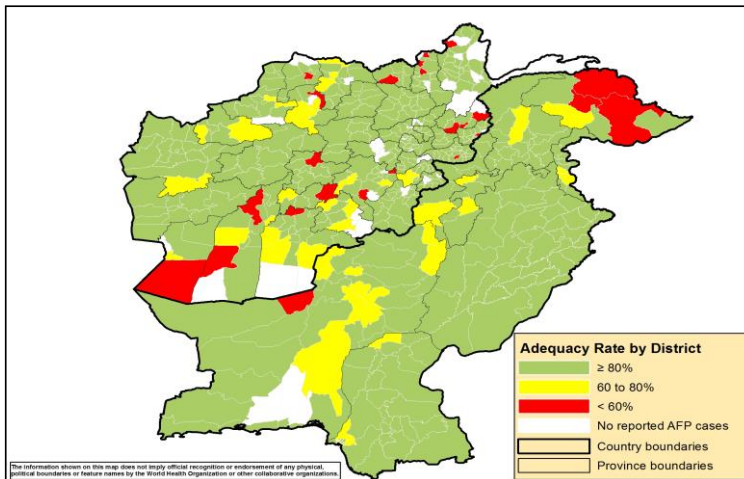 Adequacy Rate by District
≥ 80%
60 to 80%
< 60%
No reported AFP cases
Country boundaries
Province boundaries
The information shown on this map does not imply official recognition or endorsement of any physical,
political boundaries or feature names by the World Health Organization or other collaborative organizations.